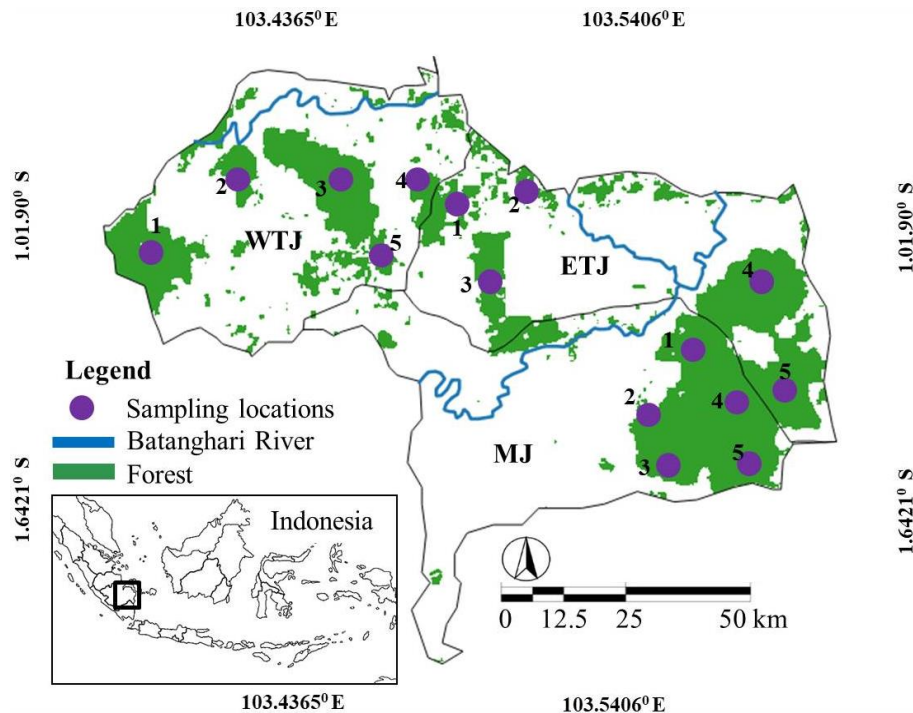 103.4365⁰ E 103.5406⁰ E
1.01.90⁰ S
1.01.90⁰ S
2
3
4
1
2
1
WTJ
5
ETJ
3
4
1
5
2
4
MJ
3
5
Legend
Sampling locations
Batanghari River
Forest
1.6421⁰ S
1.6421⁰ S
Indonesia
0 12.5 25 50 km
103.4365⁰ E 103.5406⁰ E